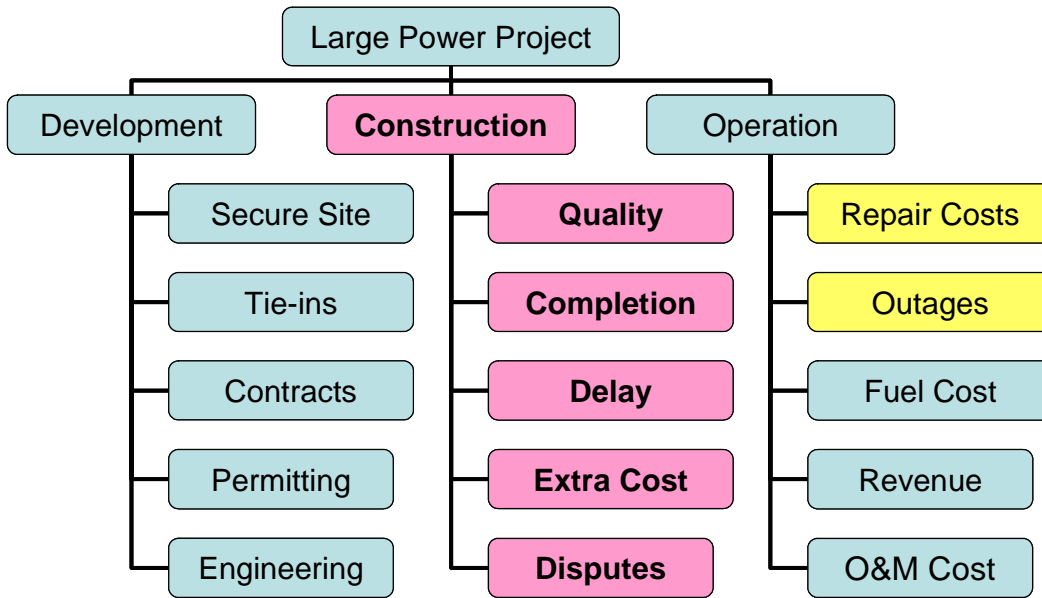 Large Power Project
Development
Construction
Operation
Secure Site
Quality
Repair Costs
Tie-ins
Completion
Outages
Contracts
Delay
Fuel Cost
Permitting
Extra Cost
Revenue
Engineering
Disputes
O&M Cost